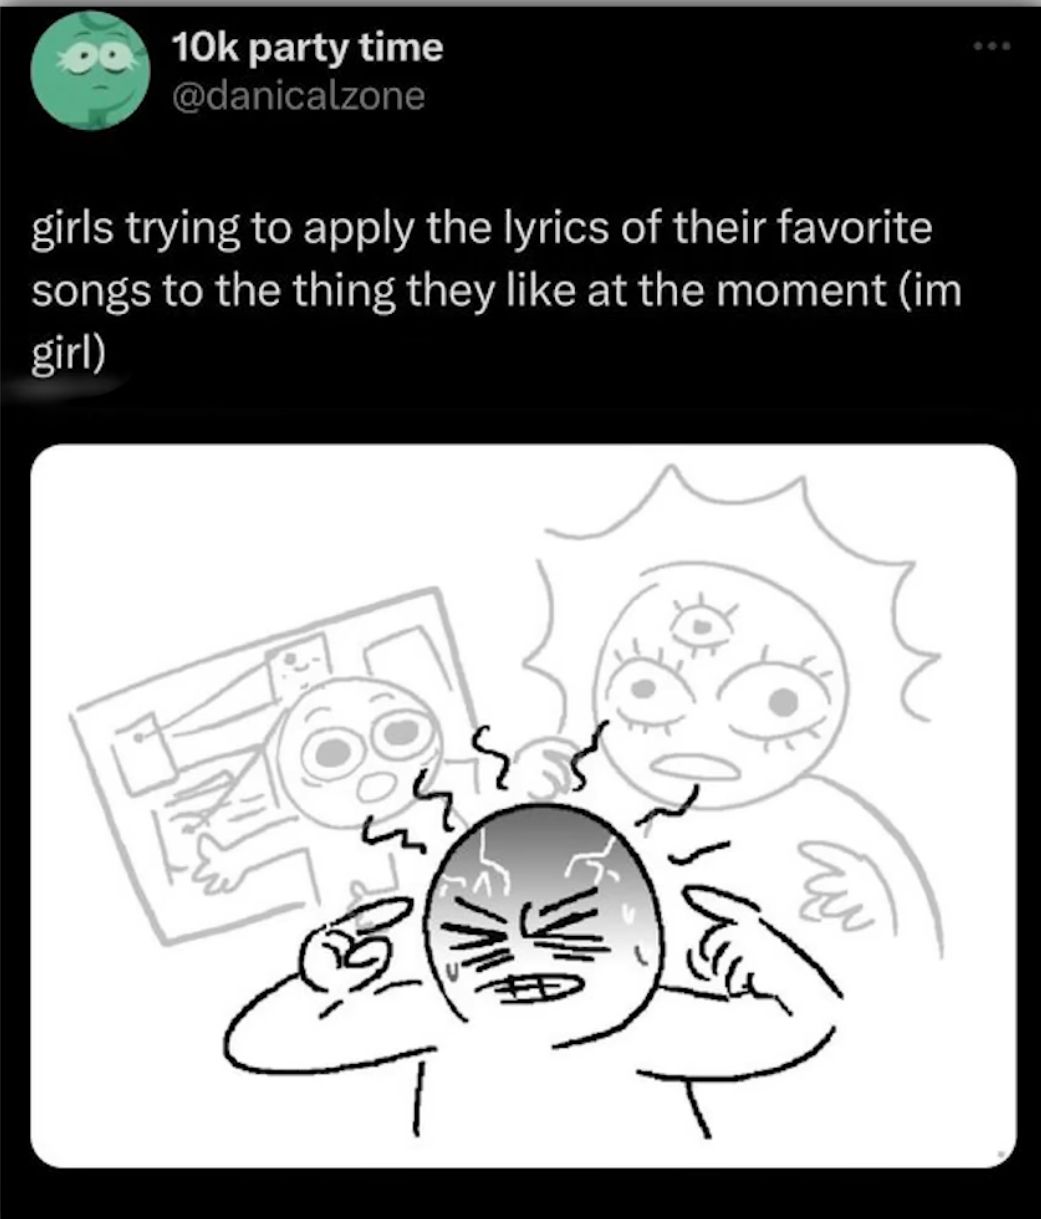 10k party time
@danicalzone
girls trying to apply the lyrics of their favorite
songs to the thing they like at the moment (im
girl)